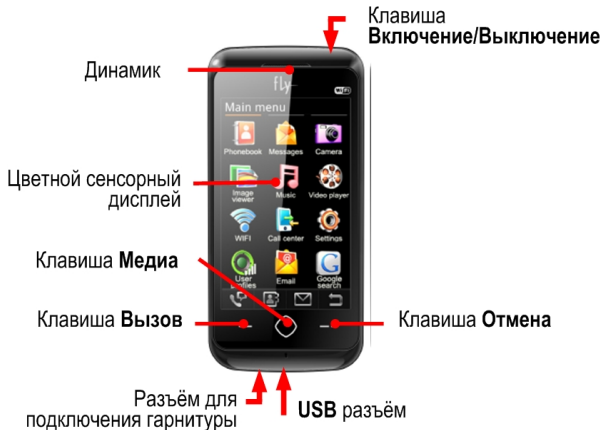 Клавиша
Включение/Выключение
Динамик
fly
WiFi
Main menu
Phonebook Messages Camera
Цветной сенсорный
дисплей
Image
viewer
Music
Video player
WIFI Call center Settings
Клавиша Медиа
User
profiles
Email
Google
search
Клавиша Вызов
Клавиша Отмена
Разъём для
подключения гарнитуры
USB разъём